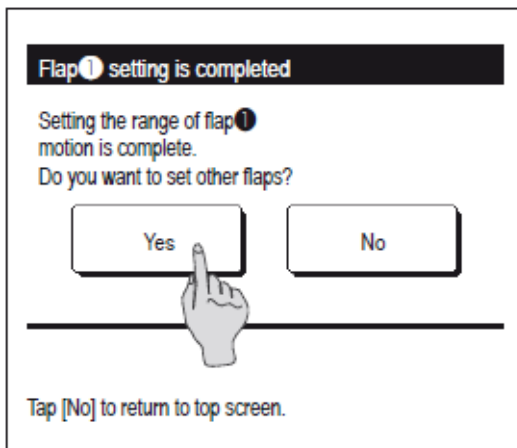 Flap① setting is completed
Setting the range of flap❶
motion is complete.
Do you want to set other flaps?
Yes
No
Tap [No] to return to top screen.